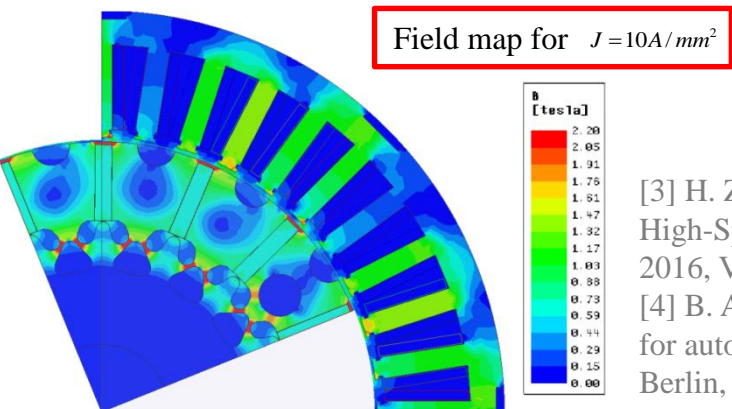 Field map for J = 10A / mm²
B
[tesla]
2.20
2.05
1.91
1.76
1.61
1.47
1.32
1.17
1.03
0.88
0.73
0.59
0.44
0.29
0.15
0.00
[3] H. Z
High-Sp
2016, V
[4] B. A
for auto
Berlin,